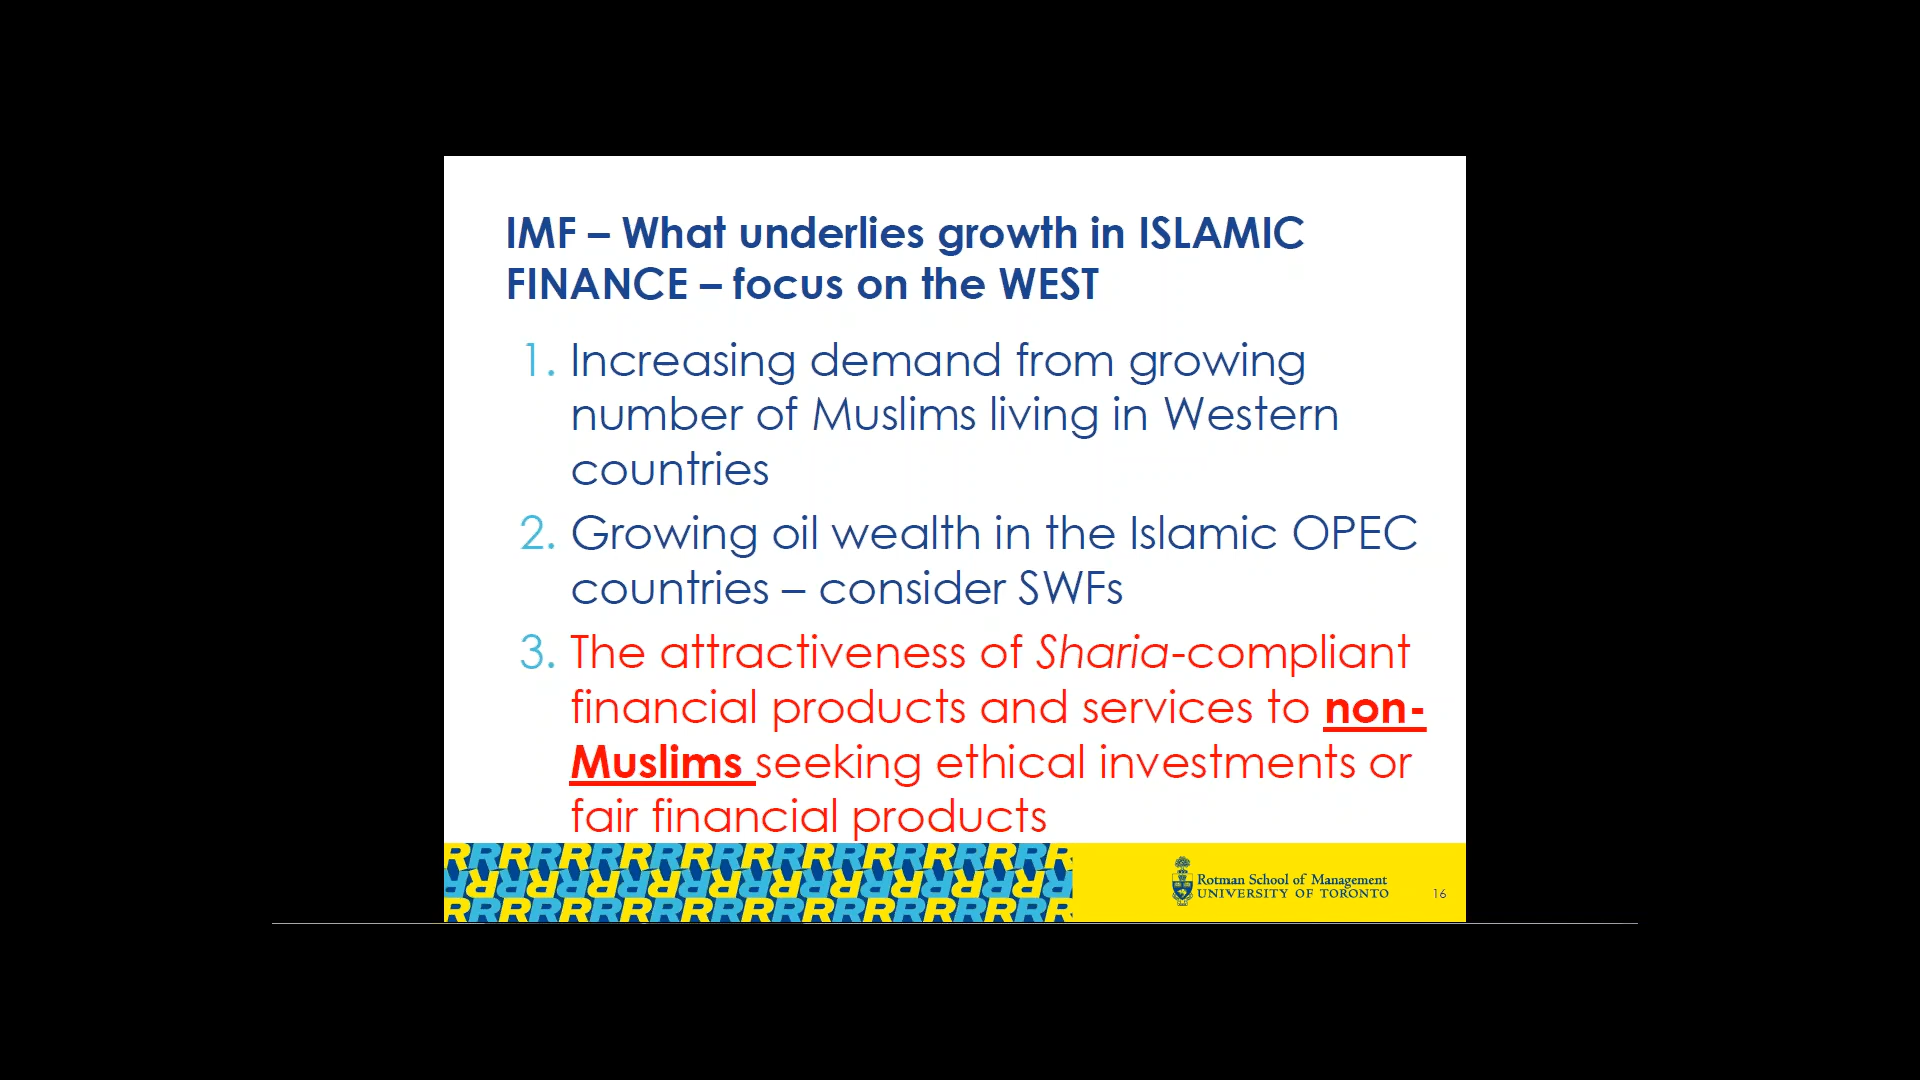 IMF – What underlies growth in ISLAMIC
FINANCE – focus on the WEST
1. Increasing demand from growing
number of Muslims living in Western
countries
2. Growing oil wealth in the Islamic OPEC
countries – consider SWFs
3. The attractiveness of Sharia-compliant
financial products and services to non-
Muslims seeking ethical investments or
fair financial products
Rotman School of Management
UNIVERSITY OF TORONTO
16